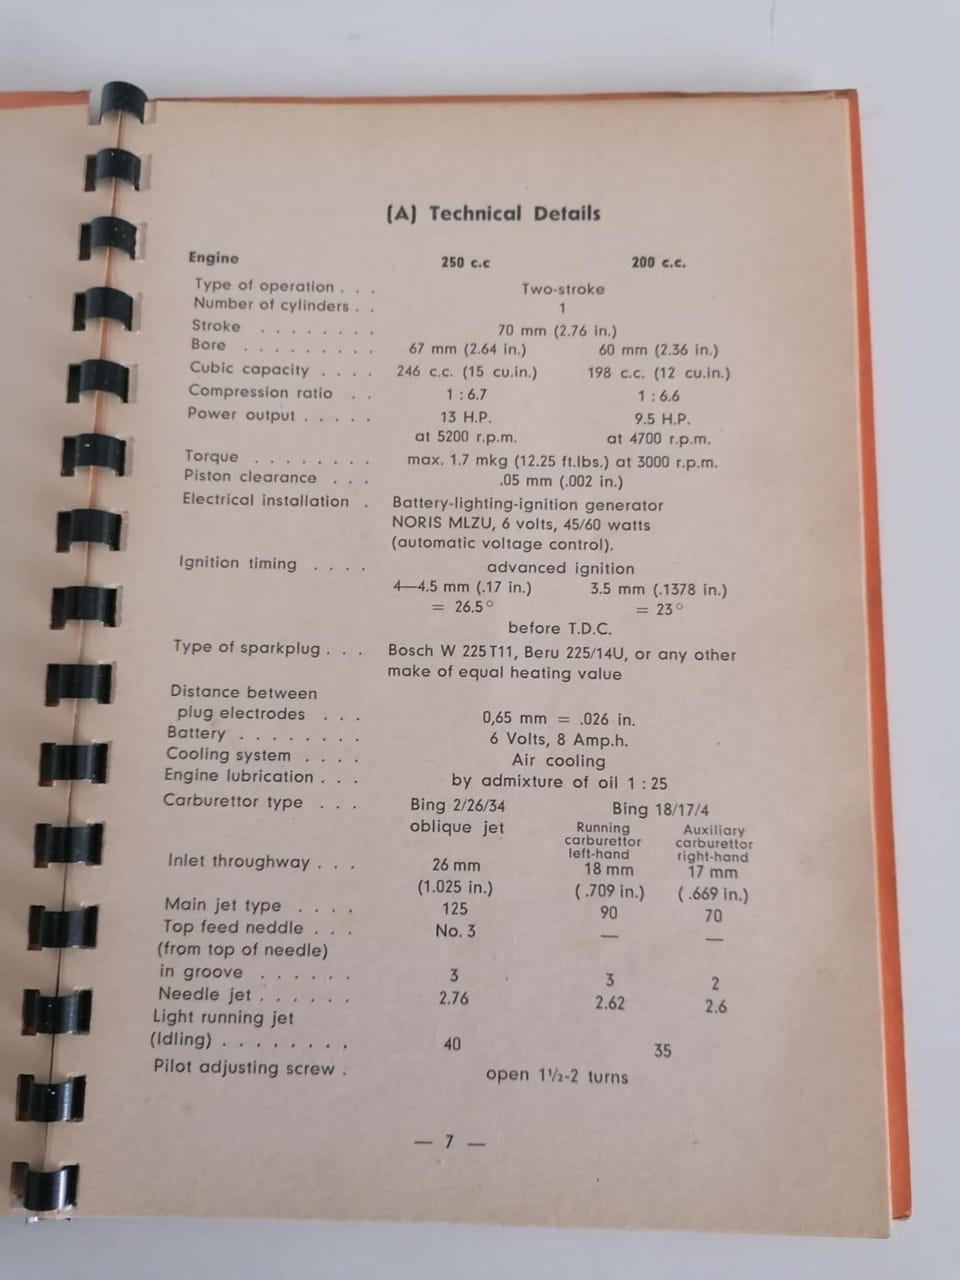 (A) Technical Details
Engine 250 c.c 200 c.c.
Type of operation . . . Two-stroke
Number of cylinders . . 1
Stroke . . . . . . . . 70 mm (2.76 in.)
Bore . . . . . . . . . 67 mm (2.64 in.) 60 mm (2.36 in.)
Cubic capacity . . . . 246 c.c. (15 cu.in.) 198 c.c. (12 cu.in.)
Compression ratio . . 1 : 6.7 1 : 6.6
Power output . . . . . 13 H.P. 9.5 H.P.
at 5200 r.p.m. at 4700 r.p.m.
Torque . . . . . . . . max. 1.7 mkg (12.25 ft.lbs.) at 3000 r.p.m.
Piston clearance . . . .05 mm (.002 in.)
Electrical installation . Battery-lighting-ignition generator
NORIS MLZU, 6 volts, 45/60 watts
(automatic voltage control).
Ignition timing . . . . advanced ignition
4—4.5 mm (.17 in.) 3.5 mm (.1378 in.)
= 26.5° = 23°
before T.D.C.
Type of sparkplug . . . Bosch W 225 T11, Beru 225/14U, or any other
make of equal heating value
Distance between
plug electrodes . . . 0,65 mm = .026 in.
Battery . . . . . . . . 6 Volts, 8 Amp.h.
Cooling system . . . . Air cooling
Engine lubrication . . . by admixture of oil 1 : 25
Carburettor type . . . Bing 2/26/34 Bing 18/17/4
oblique jet Running Auxiliary
carburettor carburettor
left-hand right-hand
Inlet throughway . . . 26 mm 18 mm 17 mm
(1.025 in.) ( .709 in.) ( .669 in.)
Main jet type . . . . 125 90 70
Top feed neddle . . . No. 3 — —
(from top of needle)
in groove . . . . . . 3 3 2
Needle jet . . . . . . 2.76 2.62 2.6
Light running jet
(Idling) . . . . . . . . 40 35
Pilot adjusting screw . open 1½-2 turns
— 7 —